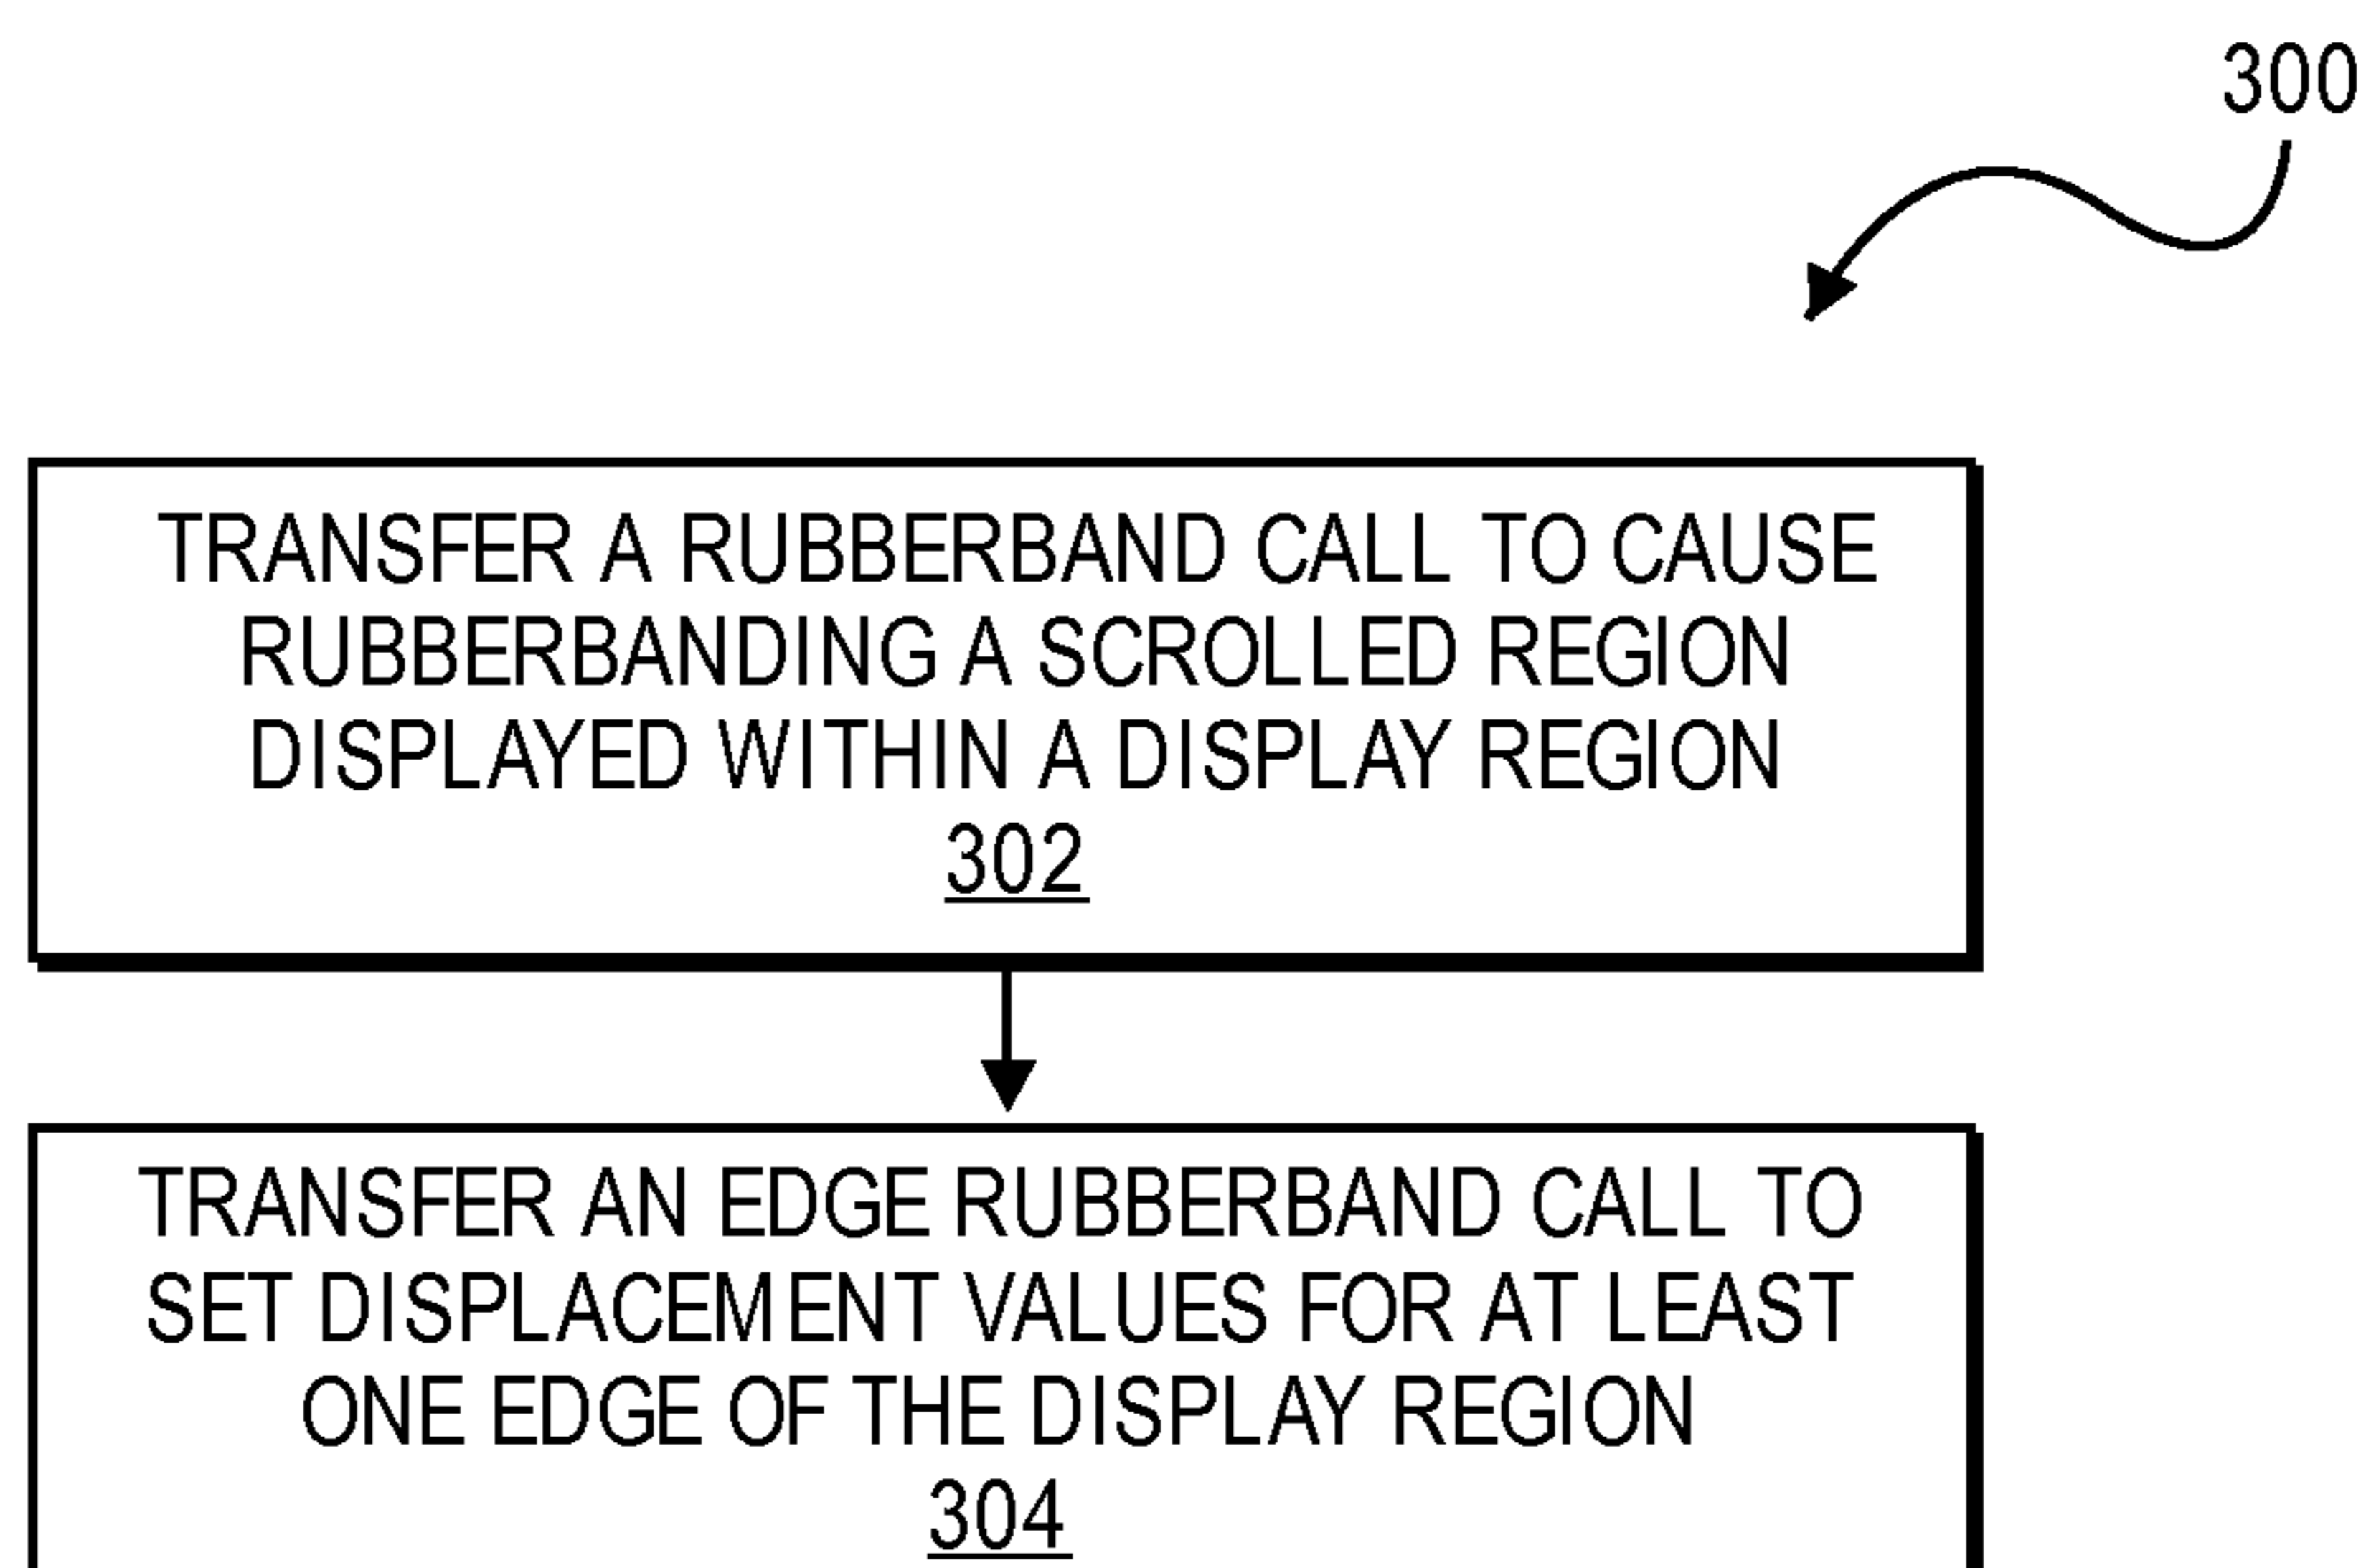 300
TRANSFER A RUBBERBAND CALL TO CAUSE
RUBBERBANDING A SCROLLED REGION
DISPLAYED WITHIN A DISPLAY REGION
302
TRANSFER AN EDGE RUBBERBAND CALL TO
SET DISPLACEMENT VALUES FOR AT LEAST
ONE EDGE OF THE DISPLAY REGION
304